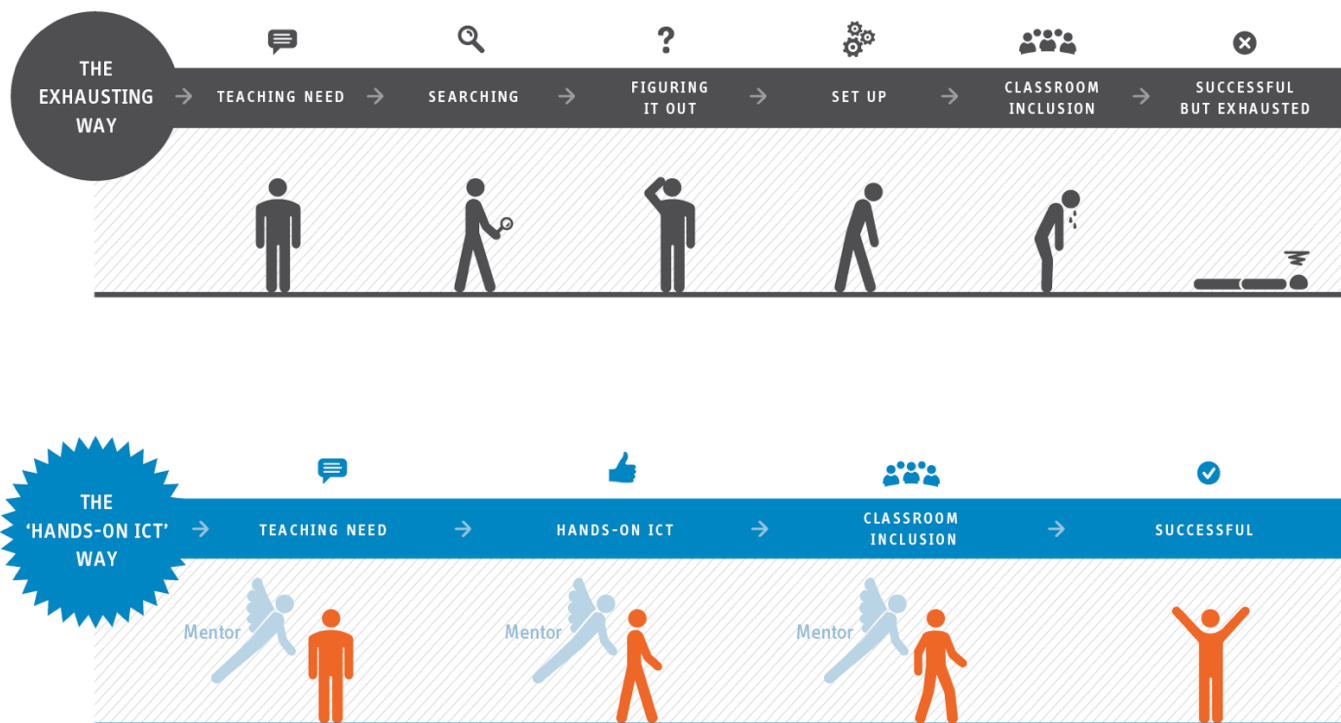 THE
EXHAUSTING
WAY
TEACHING NEED
SEARCHING
FIGURING
IT OUT
SET UP
CLASSROOM
INCLUSION
SUCCESSFUL
BUT EXHAUSTED
THE
‘HANDS-ON ICT’
WAY
TEACHING NEED
HANDS-ON ICT
CLASSROOM
INCLUSION
SUCCESSFUL
Mentor
Mentor
Mentor